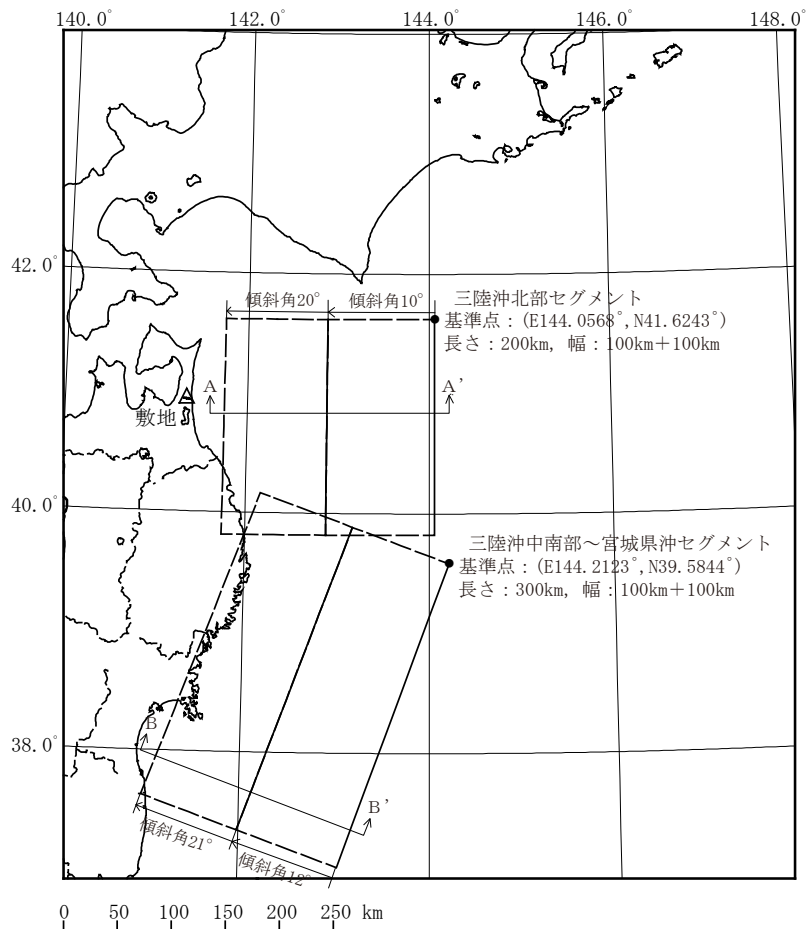 140.0° 142.0° 144.0° 146.0° 148.0°
42.0°
傾斜角20° 傾斜角10°
三陸沖北部セグメント
基準点：(E144.0568°,N41.6243°)
長さ：200km, 幅：100km＋100km
A A'
敷地
40.0°
三陸沖中南部～宮城県沖セグメント
基準点：(E144.2123°,N39.5844°)
長さ：300km, 幅：100km＋100km
38.0°
B
B'
傾斜角21°
傾斜角12°
0 50 100 150 200 250 km